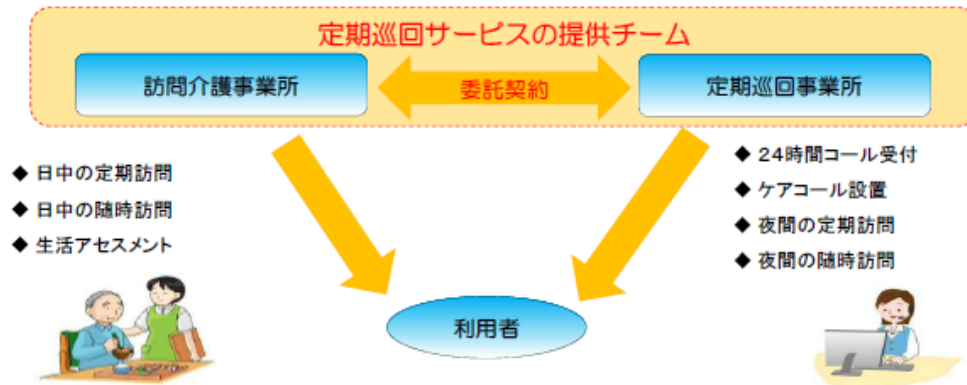 定期巡回サービスの提供チーム
訪問介護事業所
委託契約
定期巡回事業所
◆ 日中の定期訪問
◆ 日中の随時訪問
◆ 生活アセスメント
◆ 24時間コール受付
◆ ケアコール設置
◆ 夜間の定期訪問
◆ 夜間の随時訪問
利用者